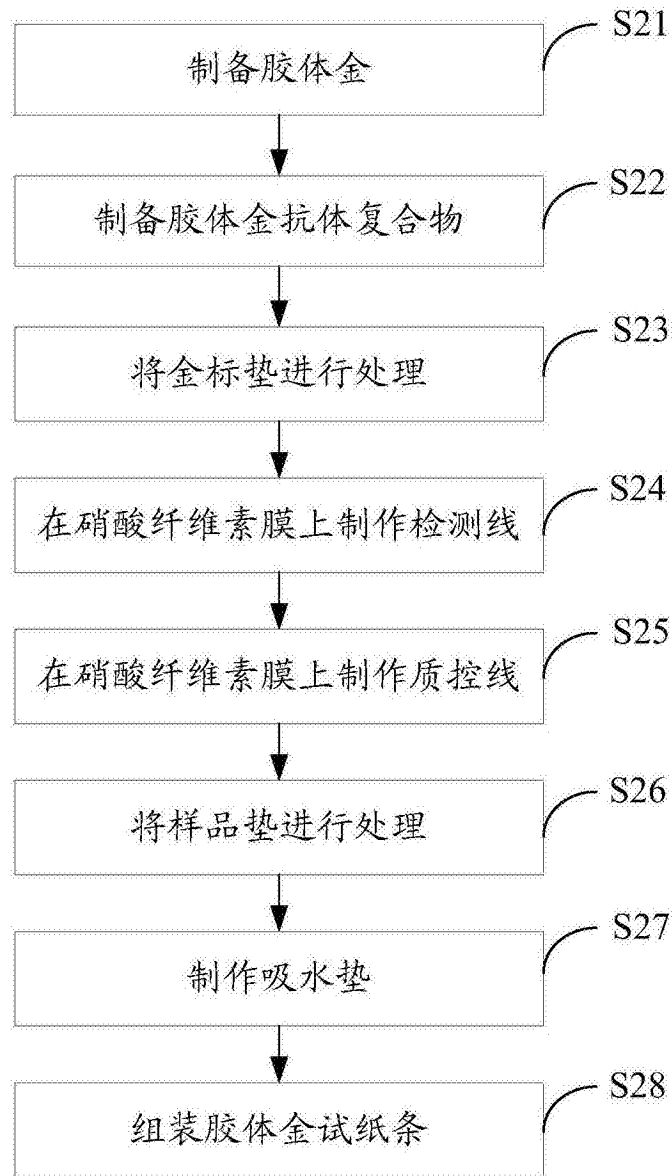 S21
制备胶体金
S22
制备胶体金抗体复合物
S23
将金标垫进行处理
S24
在硝酸纤维素膜上制作检测线
S25
在硝酸纤维素膜上制作质控线
S26
将样品垫进行处理
S27
制作吸水垫
S28
组装胶体金试纸条